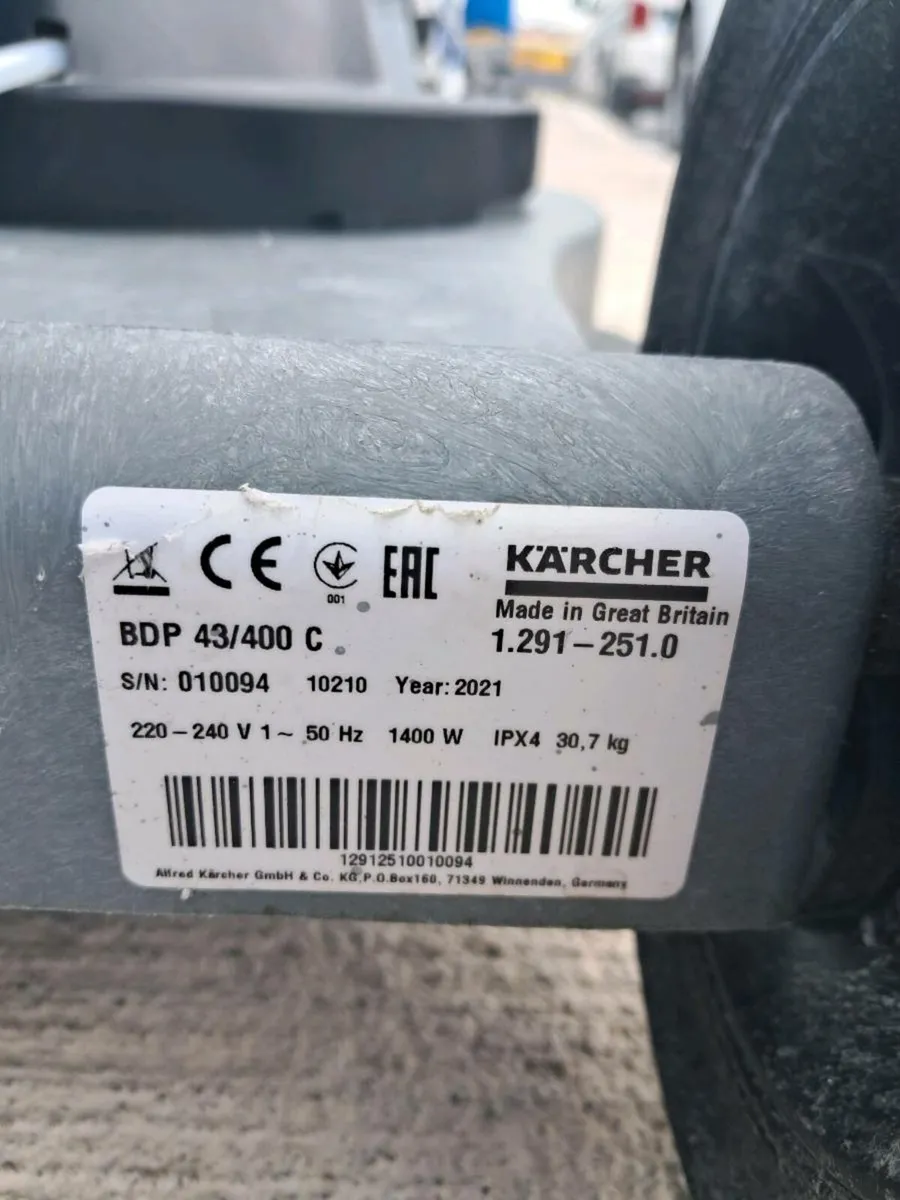 CE 001 EAC KÄRCHER
Made in Great Britain
BDP 43/400 C 1.291-251.0
S/N: 010094 10210 Year: 2021
220-240 V 1~ 50 Hz 1400 W IPX4 30,7 kg
12912510010094
Alfred Kärcher GmbH & Co. KG,P.O.Box160, 71349 Winnenden, Germany